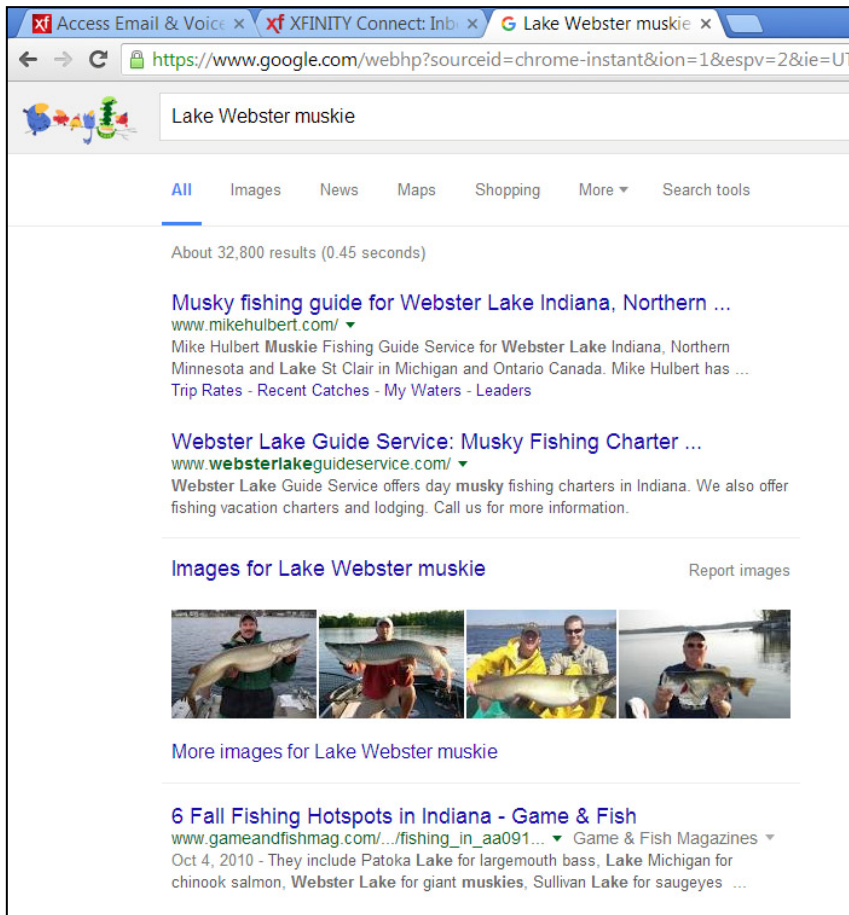 Access Email & Voice
XFINITY Connect: Inb
Lake Webster muskie
https://www.google.com/webhp?sourceid=chrome-instant&ion=1&espv=2&ie=UT
Lake Webster muskie
All Images News Maps Shopping More Search tools
About 32,800 results (0.45 seconds)
Musky fishing guide for Webster Lake Indiana, Northern ...
www.mikehulbert.com/
Mike Hulbert Muskie Fishing Guide Service for Webster Lake Indiana, Northern
Minnesota and Lake St Clair in Michigan and Ontario Canada. Mike Hulbert has ...
Trip Rates - Recent Catches - My Waters - Leaders
Webster Lake Guide Service: Musky Fishing Charter ...
www.websterlakeguideservice.com/
Webster Lake Guide Service offers day musky fishing charters in Indiana. We also offer
fishing vacation charters and lodging. Call us for more information.
Images for Lake Webster muskie Report images
More images for Lake Webster muskie
6 Fall Fishing Hotspots in Indiana - Game & Fish
www.gameandfishmag.com/.../fishing_in_aa091... Game & Fish Magazines
Oct 4, 2010 - They include Patoka Lake for largemouth bass, Lake Michigan for
chinook salmon, Webster Lake for giant muskies, Sullivan Lake for saugeyes ...